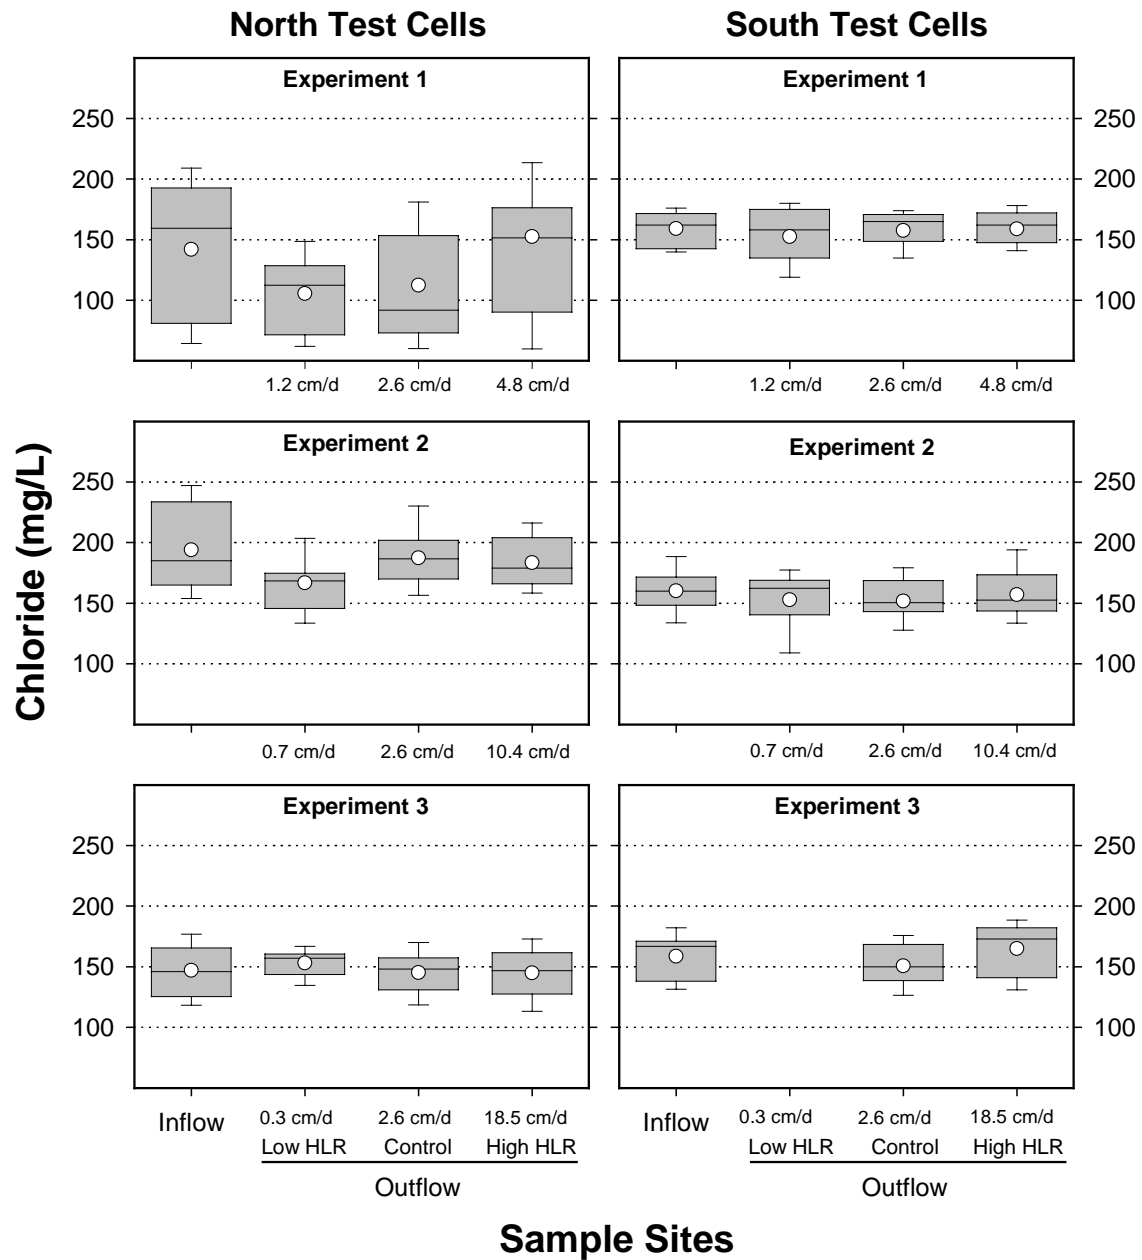 North Test Cells South Test Cells
Experiment 1 Experiment 1
250 250
200 200
150 150
100 100
1.2 cm/d 2.6 cm/d 4.8 cm/d 1.2 cm/d 2.6 cm/d 4.8 cm/d
Chloride (mg/L)
Experiment 2 Experiment 2
250 250
200 200
150 150
100 100
0.7 cm/d 2.6 cm/d 10.4 cm/d 0.7 cm/d 2.6 cm/d 10.4 cm/d
Experiment 3 Experiment 3
250 250
200 200
150 150
100 100
Inflow 0.3 cm/d 2.6 cm/d 18.5 cm/d Inflow 0.3 cm/d 2.6 cm/d 18.5 cm/d
Low HLR Control High HLR Low HLR Control High HLR
Outflow Outflow
Sample Sites